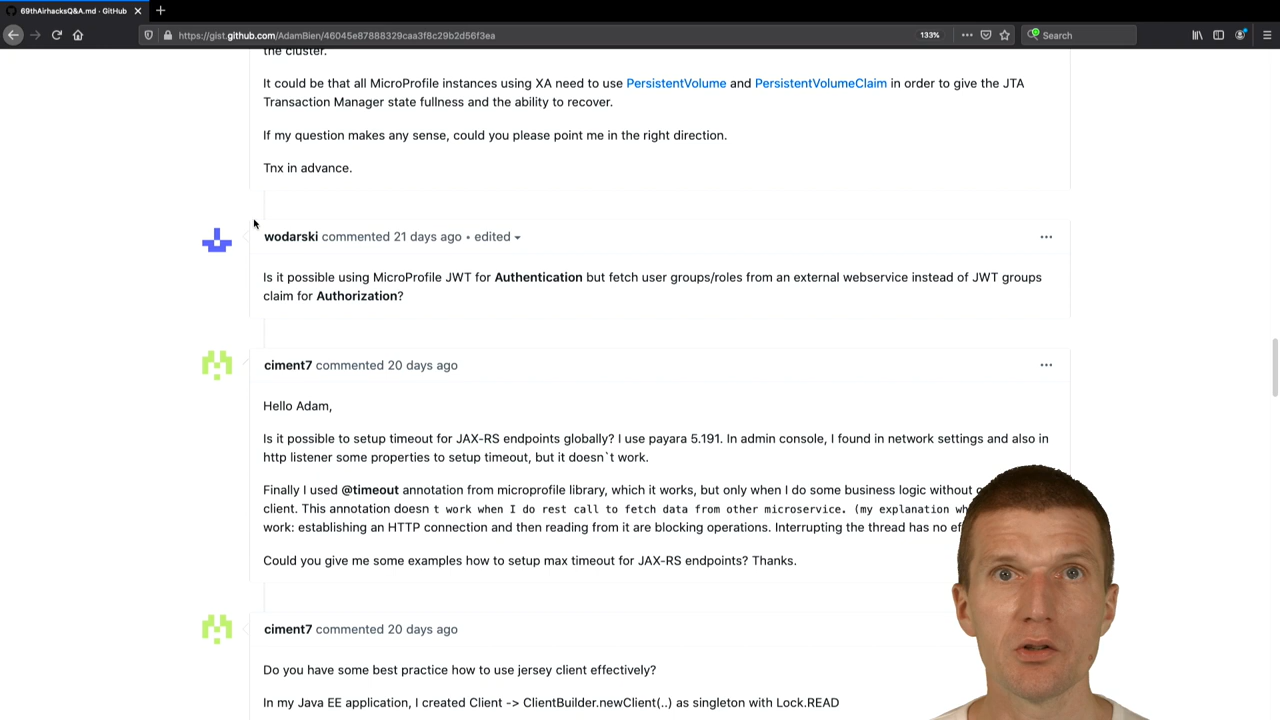 69thAirhacksQ&A.md · GitHub
https://gist.github.com/AdamBien/46045e87888329caa3f8c29b2d56f3ea
133%
Search
the cluster.
It could be that all MicroProfile instances using XA need to use PersistentVolume and PersistentVolumeClaim in order to give the JTA
Transaction Manager state fullness and the ability to recover.
If my question makes any sense, could you please point me in the right direction.
Tnx in advance.
wodarski commented 21 days ago • edited
Is it possible using MicroProfile JWT for Authentication but fetch user groups/roles from an external webservice instead of JWT groups
claim for Authorization?
ciment7 commented 20 days ago
Hello Adam,
Is it possible to setup timeout for JAX-RS endpoints globally? I use payara 5.191. In admin console, I found in network settings and also in
http listener some properties to setup timeout, but it doesn`t work.
Finally I used @timeout annotation from microprofile library, which it works, but only when I do some business logic without
client. This annotation doesn t work when I do rest call to fetch data from other microservice. (my explanation
work: establishing an HTTP connection and then reading from it are blocking operations. Interrupting the thread has no
Could you give me some examples how to setup max timeout for JAX-RS endpoints? Thanks.
ciment7 commented 20 days ago
Do you have some best practice how to use jersey client effectively?
In my Java EE application, I created Client -> ClientBuilder.newClient(..) as singleton with Lock.READ